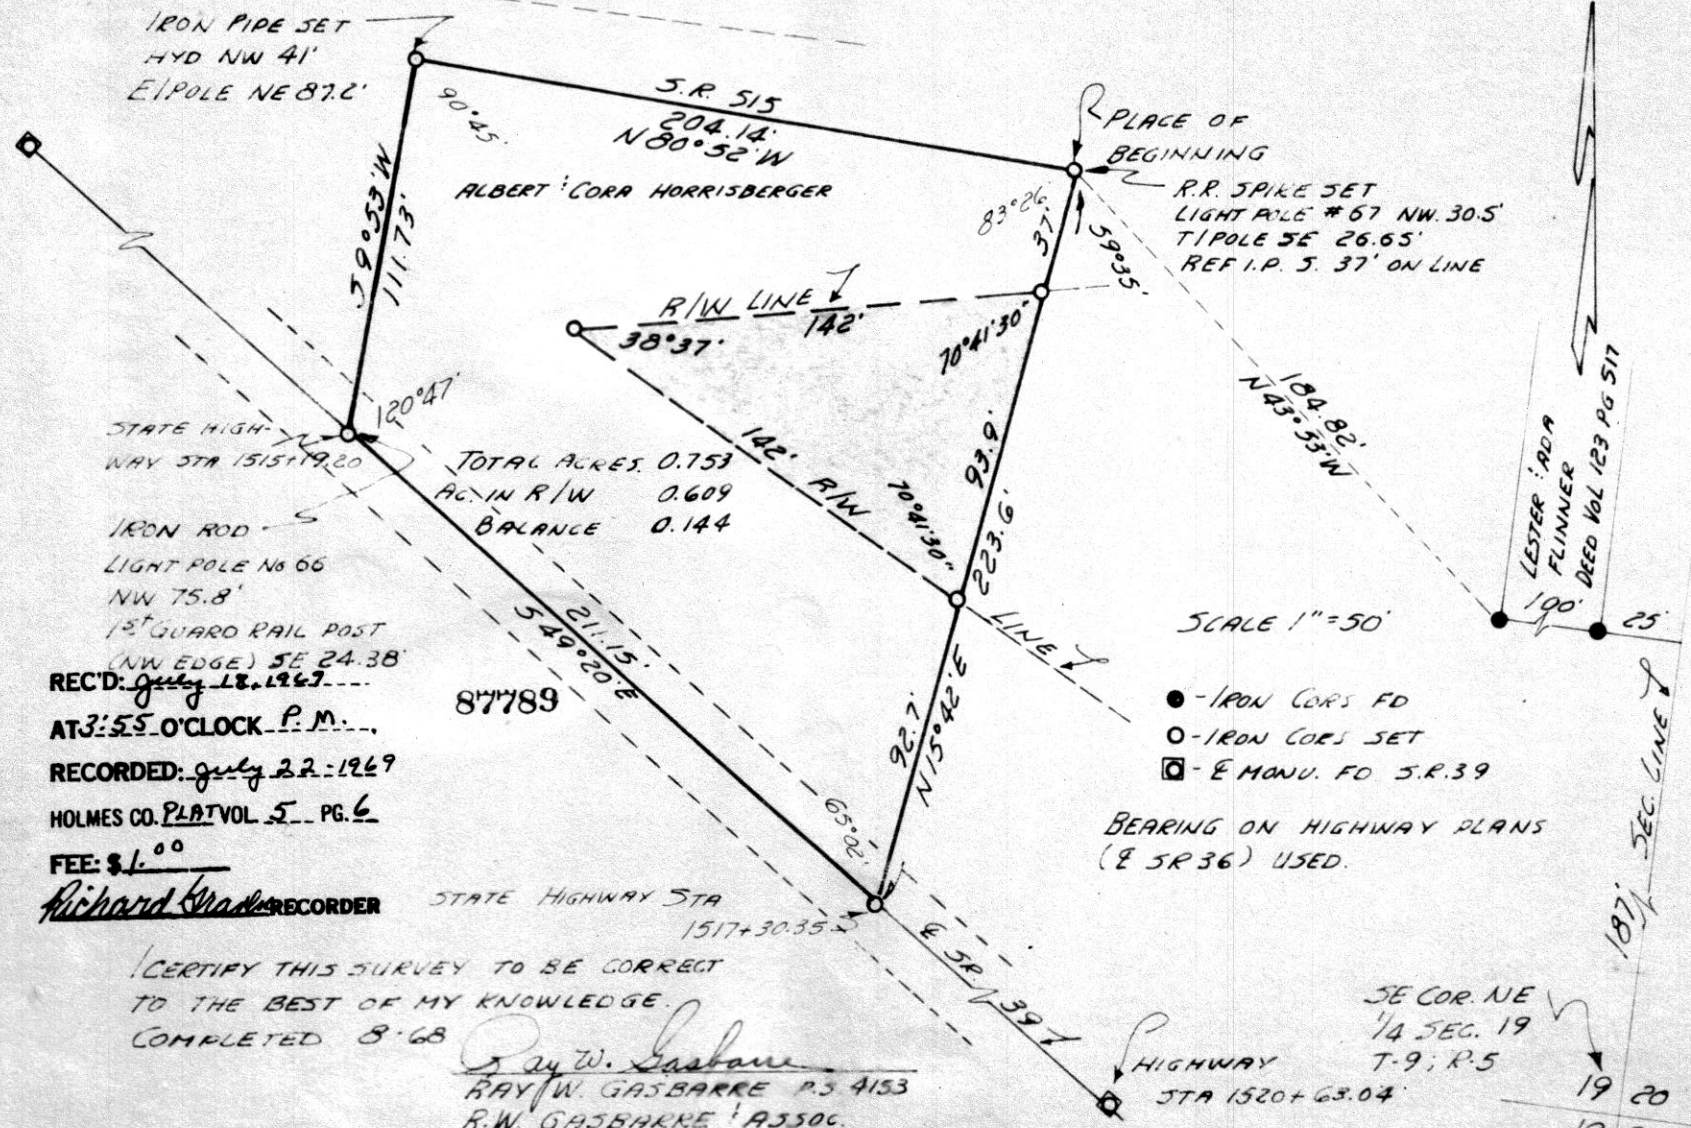 IRON PIPE SET
HYD NW 41'
E/POLE NE 87.2'
90°45'
S.R. 515
204.14'
N 80°52' W
ALBERT & CORA HORRISBERGER
S 9°53' W
111.73'
PLACE OF
BEGINNING
R.R. SPIKE SET
LIGHT POLE #67 NW. 30.5'
T/POLE SE 26.65'
REF I.P. S. 37' ON LINE
83°26'
37'
59°35'
R/W LINE
142'
38°37'
70°41'30"
93.9'
223.6'
70°41'30"
142' R/W
LINE
184.82'
N 43°53' W
LESTER & ADA
FLINNER
DEED VOL 123 PG 517
100'
25'
120°47'
STATE HIGH-
WAY STA 1515+19.20
TOTAL ACRES. 0.753
AC. IN R/W 0.609
BALANCE 0.144
IRON ROD
LIGHT POLE No 66
NW 75.8'
1st GUARD RAIL POST
(NW EDGE) SE 24.38'
211.15'
S 49°20' E
92.7'
N 15°42' E
65°02'
SCALE 1"=50'
- IRON CORS FD
- IRON CORS SET
- ℄ MONU. FD S.R. 39
BEARING ON HIGHWAY PLANS
(℄ SR 36) USED.
REC'D: July 18, 1967
AT 3:55 O'CLOCK P.M.
RECORDED: July 22-1969
HOLMES CO. PLAT VOL 5 PG. 6
FEE: $1.00
Richard RECORDER
87789
STATE HIGHWAY STA
1517+30.35
℄ SR. 39
SEC. LINE
187'
I CERTIFY THIS SURVEY TO BE CORRECT
TO THE BEST OF MY KNOWLEDGE.
COMPLETED 8-68
Ray W. Gasbarre
RAY W. GASBARRE P.S. 4153
R.W. GASBARRE & ASSOC.
HIGHWAY
STA 1520+63.04
SE COR. NE
1/4 SEC. 19
T-9; R-5
19 20